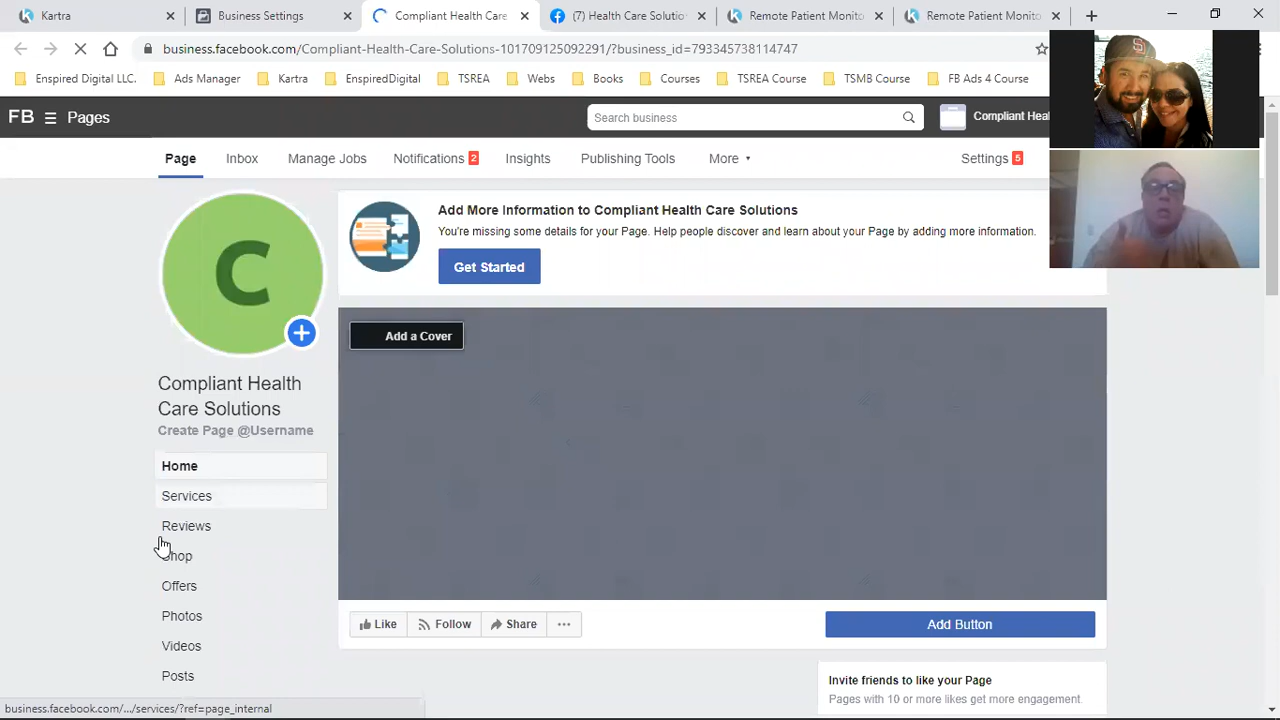 Kartra
Business Settings
Compliant Health Care
(7) Health Care Solutio
Remote Patient Monito
Remote Patient Monito
business.facebook.com/Compliant-Health-Care-Solutions-101709125092291/?business_id=793345738114747
Enspired Digital LLC.
Ads Manager
Kartra
EnspiredDigital
TSREA
Webs
Books
Courses
TSREA Course
TSMB Course
FB Ads 4 Course
FB
Pages
Search business
Compliant Heal
Page
Inbox
Manage Jobs
Notifications 2
Insights
Publishing Tools
More
Settings 5
C
Add More Information to Compliant Health Care Solutions
You're missing some details for your Page. Help people discover and learn about your Page by adding more information.
Get Started
Add a Cover
Compliant Health
Care Solutions
Create Page @Username
Home
Services
Reviews
Shop
Offers
Photos
Videos
Posts
Like
Follow
Share
Add Button
Invite friends to like your Page
Pages with 10 or more likes get more engagement.
business.facebook.com/.../services/?ref=page_internal